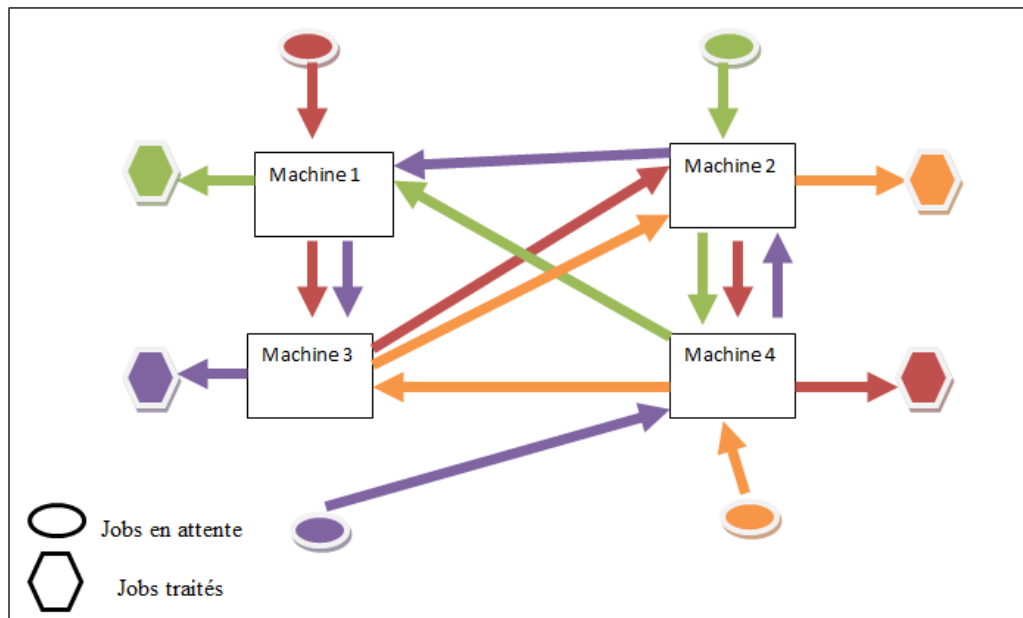 Machine 1
Machine 2
Machine 3
Machine 4
Jobs en attente
Jobs traités